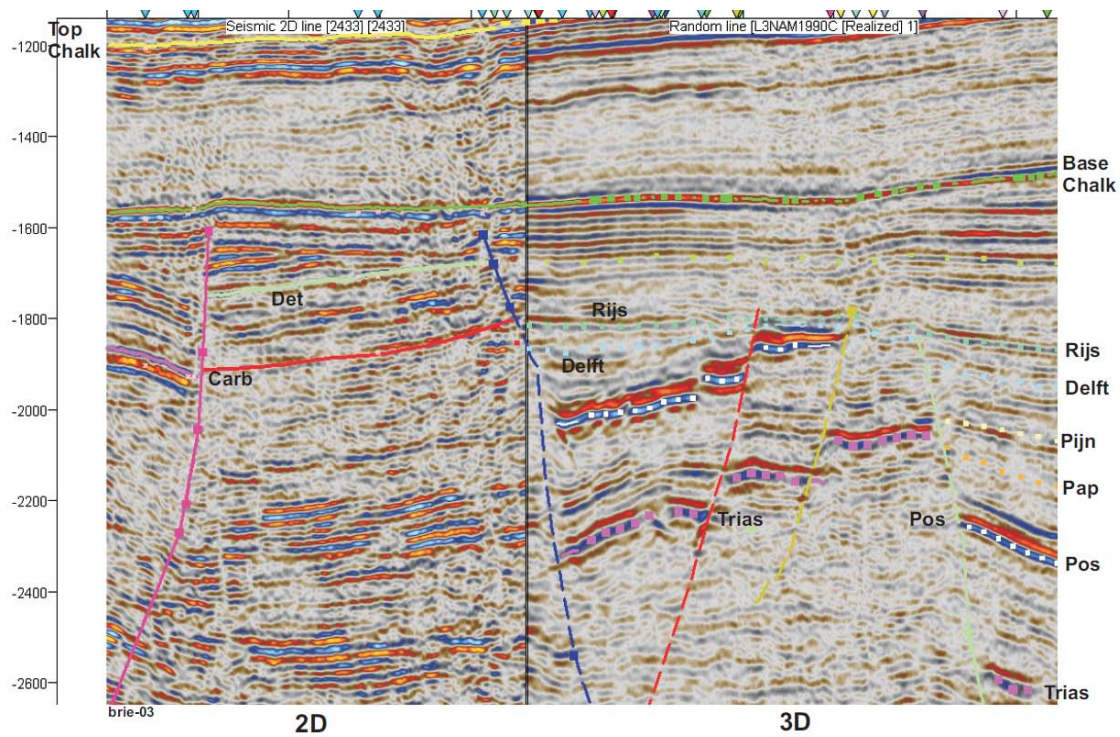 Top
Chalk
Seismic 2D line [2433] [2433]
Random line [L3NAM1990C [Realized] 1]
-1200
-1400
-1600
-1800
-2000
-2200
-2400
-2600
Base
Chalk
Det
Rijs
Carb
Delft
Rijs
Delft
Pijn
Pap
Trias
Pos
Pos
Trias
brie-03
2D
3D